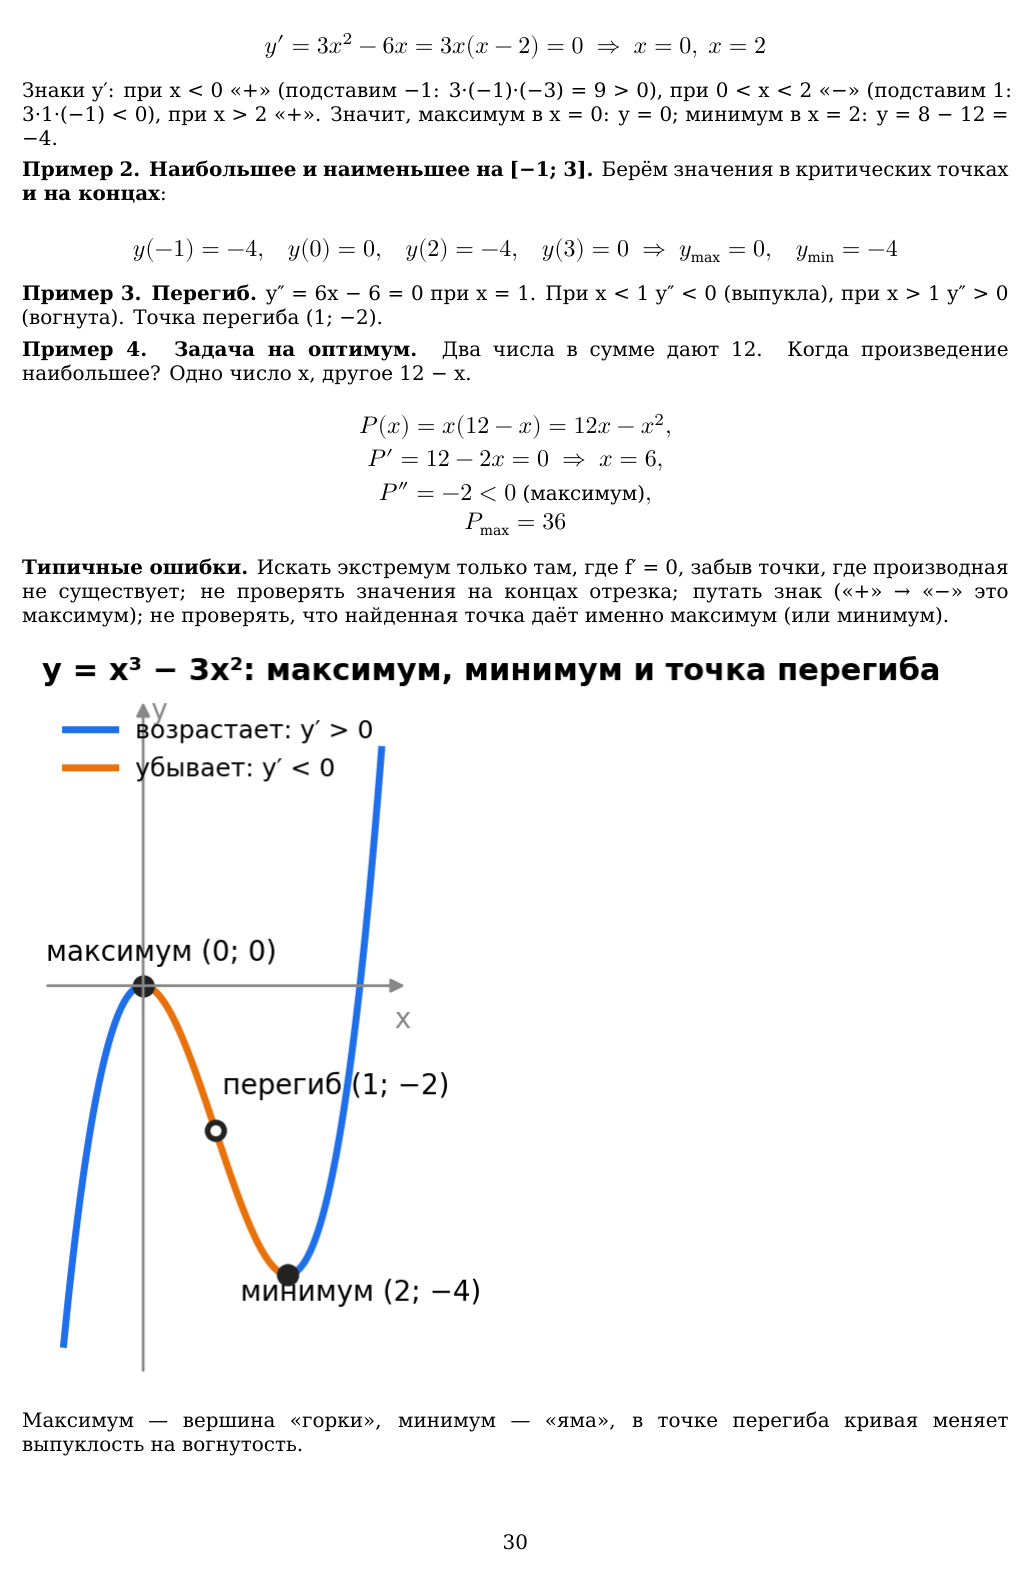 y′ = 3x² − 6x = 3x(x − 2) = 0 ⇒ x = 0, x = 2
Знаки y′: при x < 0 «+» (подставим −1: 3·(−1)·(−3) = 9 > 0), при 0 < x < 2 «−» (подставим 1:
3·1·(−1) < 0), при x > 2 «+». Значит, максимум в x = 0: y = 0; минимум в x = 2: y = 8 − 12 =
−4.
Пример 2. Наибольшее и наименьшее на [−1; 3]. Берём значения в критических точках
и на концах:
y(−1) = −4, y(0) = 0, y(2) = −4, y(3) = 0 ⇒ y_max = 0, y_min = −4
Пример 3. Перегиб. y″ = 6x − 6 = 0 при x = 1. При x < 1 y″ < 0 (выпукла), при x > 1 y″ > 0
(вогнута). Точка перегиба (1; −2).
Пример 4. Задача на оптимум. Два числа в сумме дают 12. Когда произведение
наибольшее? Одно число x, другое 12 − x.
P(x) = x(12 − x) = 12x − x²,
P′ = 12 − 2x = 0 ⇒ x = 6,
P″ = −2 < 0 (максимум),
P_max = 36
Типичные ошибки. Искать экстремум только там, где f′ = 0, забыв точки, где производная
не существует; не проверять значения на концах отрезка; путать знак («+» → «−» это
максимум); не проверять, что найденная точка даёт именно максимум (или минимум).
y = x³ − 3x²: максимум, минимум и точка перегиба
y
возрастает: y′ > 0
убывает: y′ < 0
максимум (0; 0)
x
перегиб (1; −2)
минимум (2; −4)
Максимум — вершина «горки», минимум — «яма», в точке перегиба кривая меняет
выпуклость на вогнутость.
30